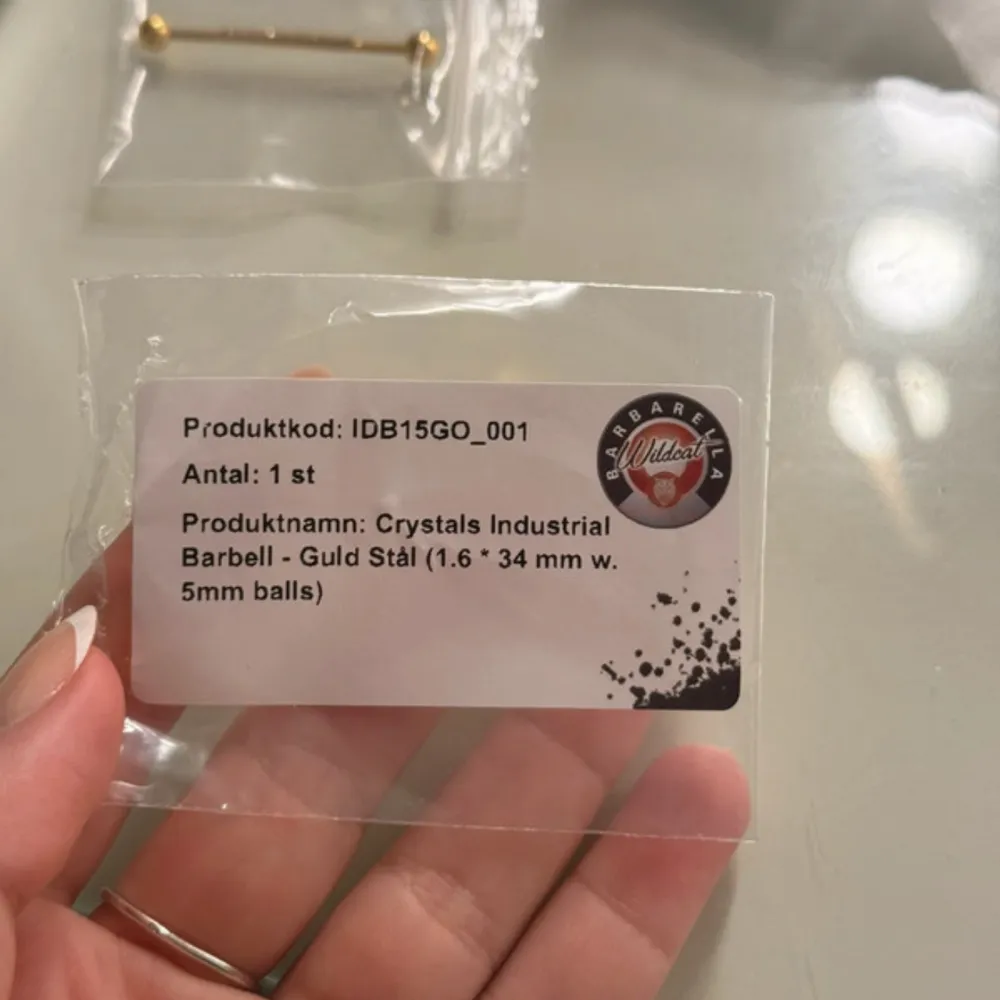 Produktkod: IDB15GO_001
Antal: 1 st
Produktnamn: Crystals Industrial
Barbell - Guld Stål (1.6 * 34 mm w.
5mm balls)
BARBARELLA
Wildcat